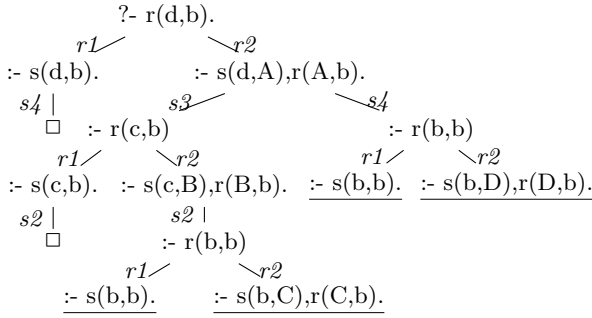 ?- r(d,b).
r1 r2
:- s(d,b). :- s(d,A),r(A,b).
s4 s3 s4
□ :- r(c,b) :- r(b,b)
r1 r2 r1 r2
:- s(c,b). :- s(c,B),r(B,b). :- s(b,b). :- s(b,D),r(D,b).
s2 s2
□ :- r(b,b)
r1 r2
:- s(b,b). :- s(b,C),r(C,b).